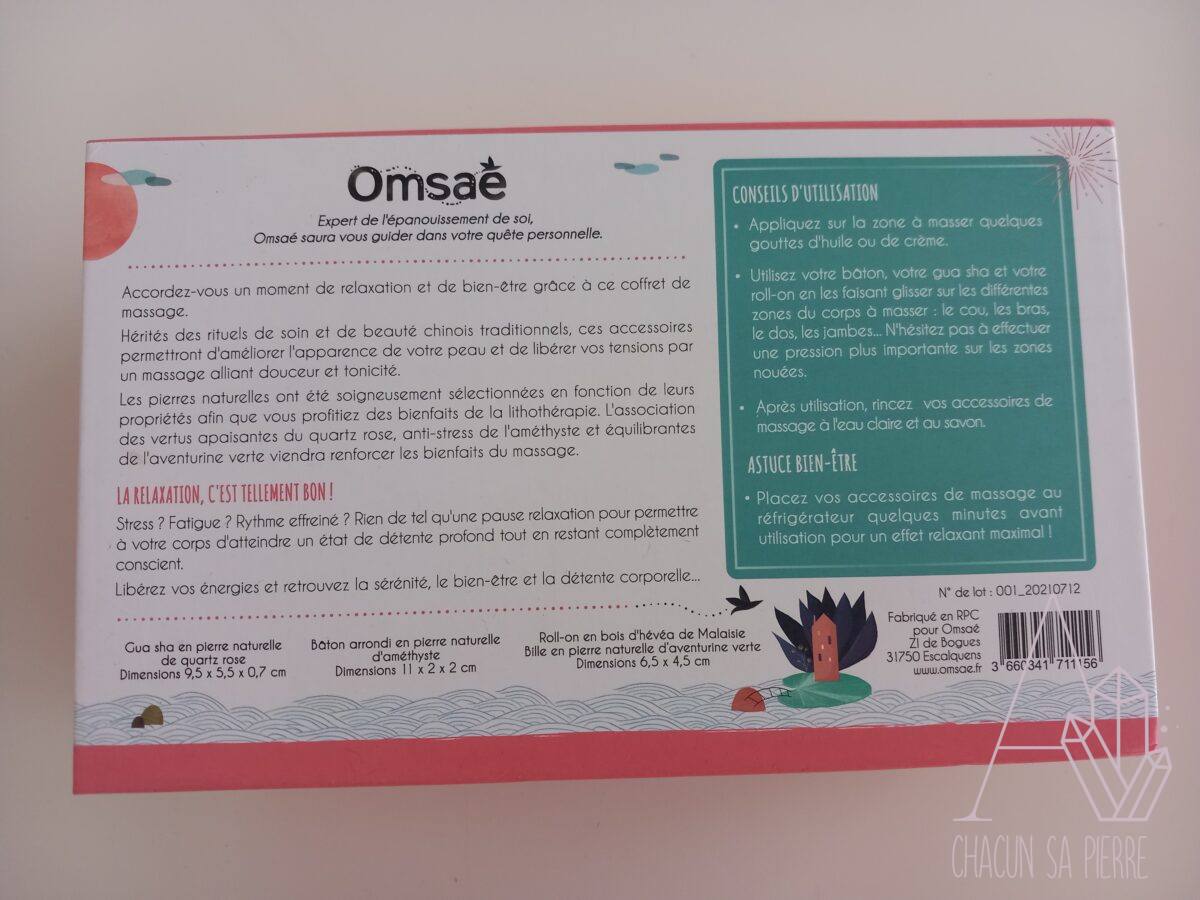 Omsaé
Expert de l'épanouissement de soi,
Omsaé saura vous guider dans votre quête personnelle.
Accordez-vous un moment de relaxation et de bien-être grâce à ce coffret de
massage.
Hérités des rituels de soin et de beauté chinois traditionnels, ces accessoires
permettront d'améliorer l'apparence de votre peau et de libérer vos tensions par
un massage alliant douceur et tonicité.
Les pierres naturelles ont été soigneusement sélectionnées en fonction de leurs
propriétés afin que vous profitiez des bienfaits de la lithothérapie. L'association
des vertus apaisantes du quartz rose, anti-stress de l'améthyste et équilibrantes
de l'aventurine verte viendra renforcer les bienfaits du massage.
LA RELAXATION, C'EST TELLEMENT BON !
Stress ? Fatigue ? Rythme effreiné ? Rien de tel qu'une pause relaxation pour permettre
à votre corps d'atteindre un état de détente profond tout en restant complètement
conscient.
Libérez vos énergies et retrouvez la sérénité, le bien-être et la détente corporelle...
Gua sha en pierre naturelle
de quartz rose
Dimensions 9,5 x 5,5 x 0,7 cm
Bâton arrondi en pierre naturelle
d'améthyste
Dimensions 11 x 2 x 2 cm
Roll-on en bois d'hévéa de Malaisie
Bille en pierre naturelle d'aventurine verte
Dimensions 6,5 x 4,5 cm
CONSEILS D'UTILISATION
• Appliquez sur la zone à masser quelques
gouttes d'huile ou de crème.
• Utilisez votre bâton, votre gua sha et votre
roll-on en les faisant glisser sur les différentes
zones du corps à masser : le cou, les bras,
le dos, les jambes... N'hésitez pas à effectuer
une pression plus importante sur les zones
nouées.
• Après utilisation, rincez vos accessoires de
massage à l'eau claire et au savon.
ASTUCE BIEN-ÊTRE
• Placez vos accessoires de massage au
réfrigérateur quelques minutes avant
utilisation pour un effet relaxant maximal !
N° de lot : 001_20210712
Fabriqué en RPC
pour Omsaé
ZI de Bogues
31750 Escalquens
www.omsae.fr
3 660341 711156
A
CHACUN SA PIERRE